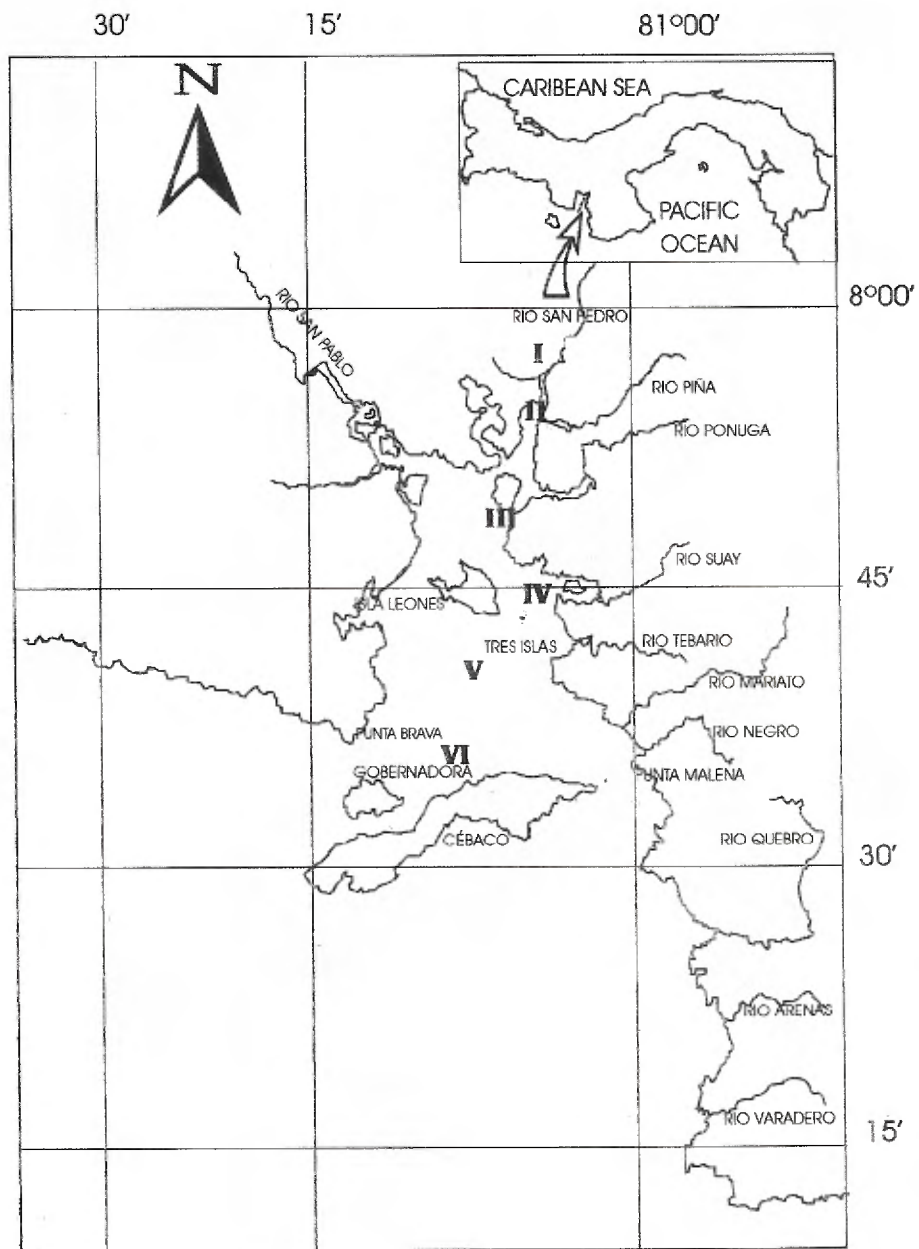 30′ 15′ 81°00′
N
CARIBEAN SEA
PACIFIC
OCEAN
8°00′
RIO SAN PEDRO
RIO SAN PABLO
I
RIO PIÑA
II
RIO PONUGA
III
RIO SUAY
45′
IV
ISLA LEONES
TRES ISLAS
RIO TEBARIO
V
RIO MARIATO
PUNTA BRAVA
RIO NEGRO
VI
GOBERNADORA
PUNTA MALENA
CÉBACO
RIO QUEBRO
30′
RIO ARENAS
RIO VARADERO
15′